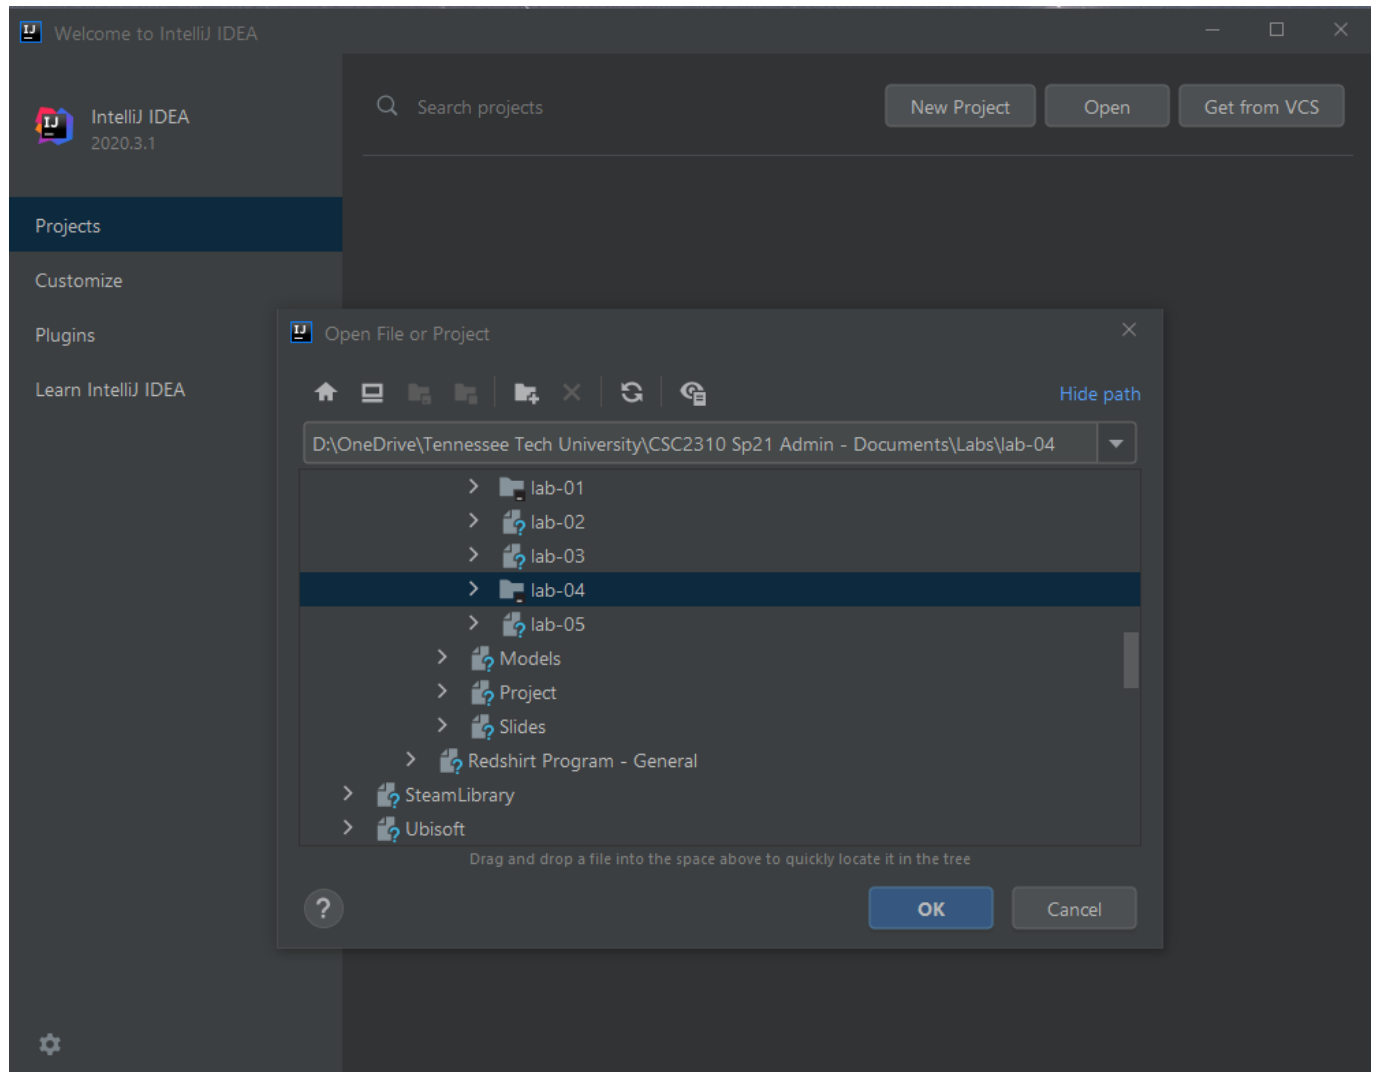 Welcome to IntelliJ IDEA
IntelliJ IDEA
2020.3.1
Search projects
New Project
Open
Get from VCS
Projects
Customize
Plugins
Learn IntelliJ IDEA
Open File or Project
Hide path
D:\OneDrive\Tennessee Tech University\CSC2310 Sp21 Admin - Documents\Labs\lab-04
lab-01
lab-02
lab-03
lab-04
lab-05
Models
Project
Slides
Redshirt Program - General
SteamLibrary
Ubisoft
Drag and drop a file into the space above to quickly locate it in the tree
?
OK
Cancel